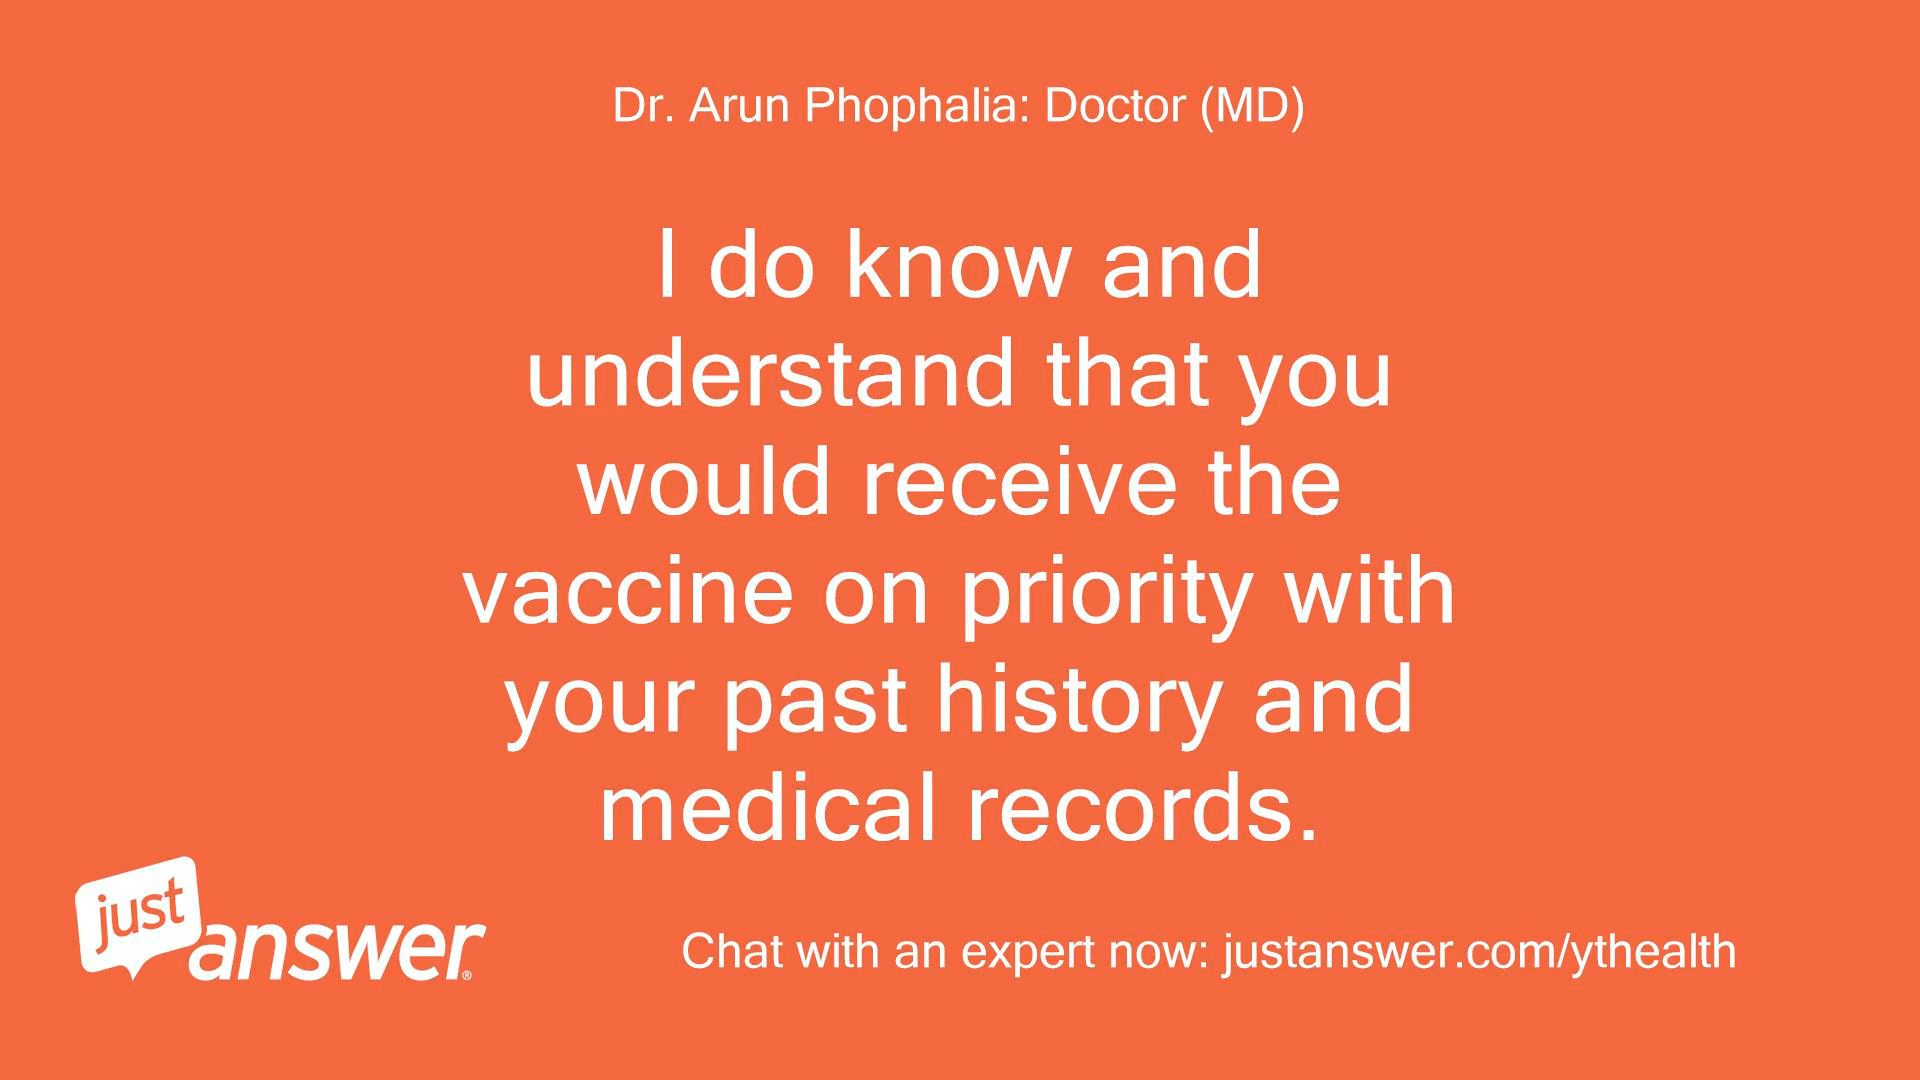 Dr. Arun Phophalia: Doctor (MD)
I do know and
understand that you
would receive the
vaccine on priority with
your past history and
medical records.
just
answer®
Chat with an expert now: justanswer.com/ythealth